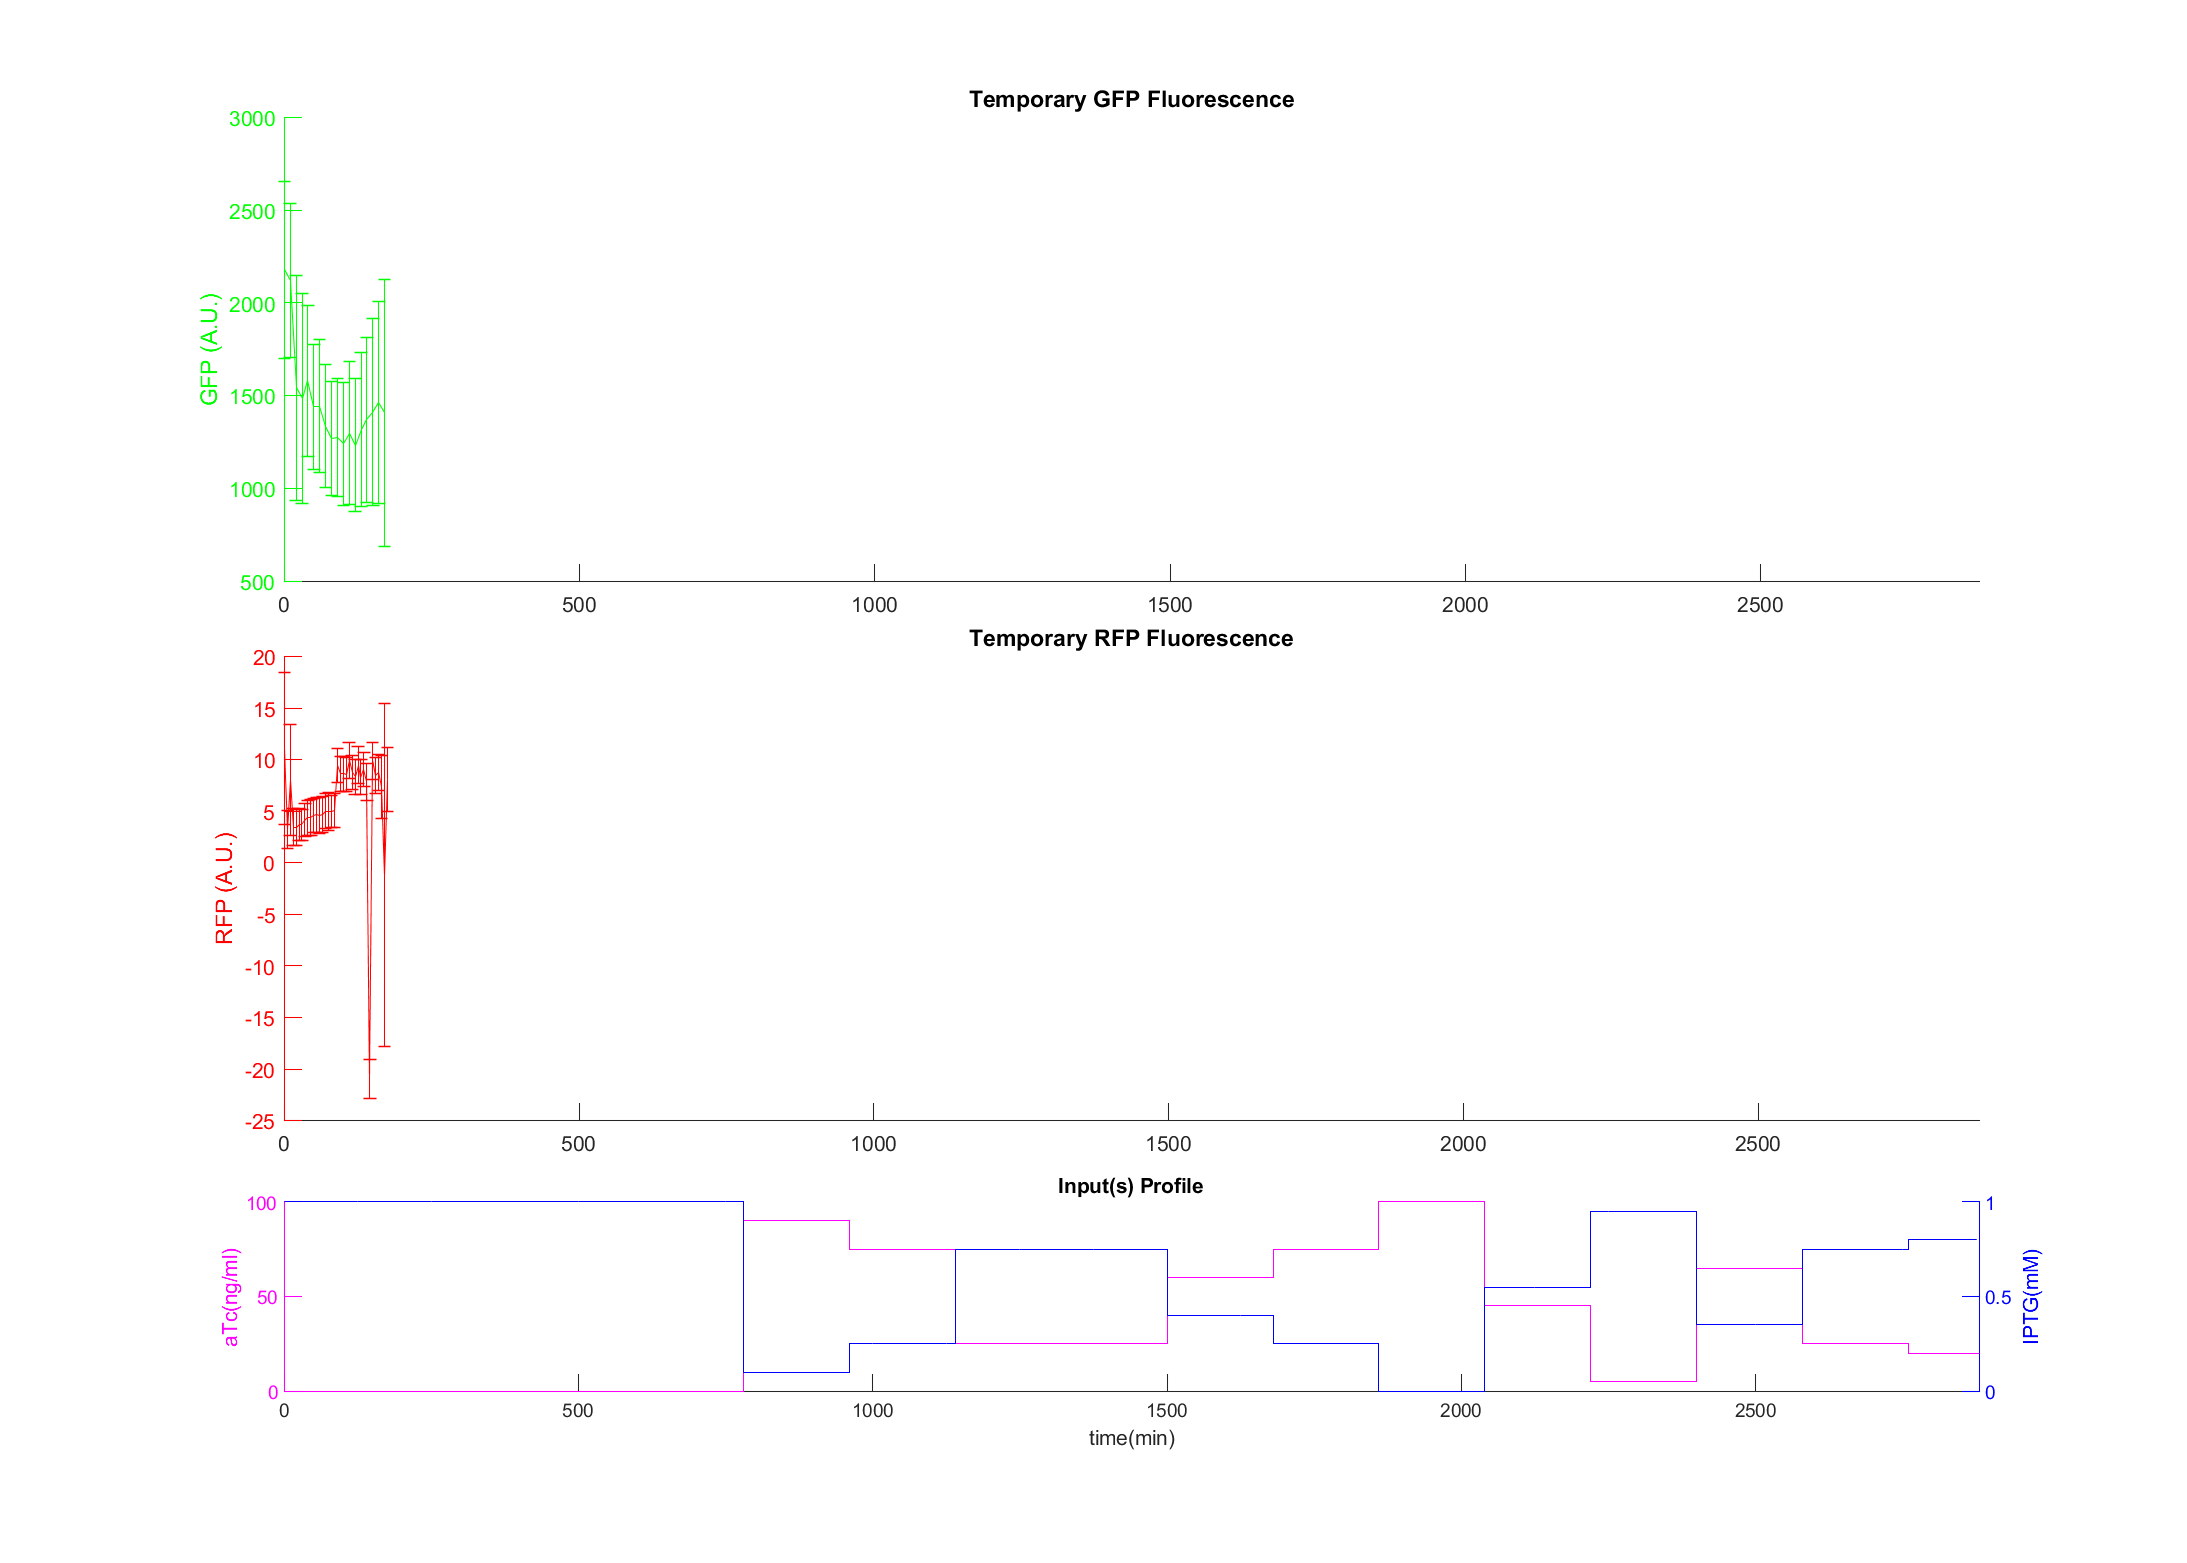 Temporary GFP Fluorescence
GFP (A.U.)
3000
2500
2000
1500
1000
500
0 500 1000 1500 2000 2500
Temporary RFP Fluorescence
RFP (A.U.)
20
15
10
5
0
-5
-10
-15
-20
-25
0 500 1000 1500 2000 2500
Input(s) Profile
aTc(ng/ml)
100
50
0
1
0.5
0
IPTG(mM)
0 500 1000 1500 2000 2500
time(min)